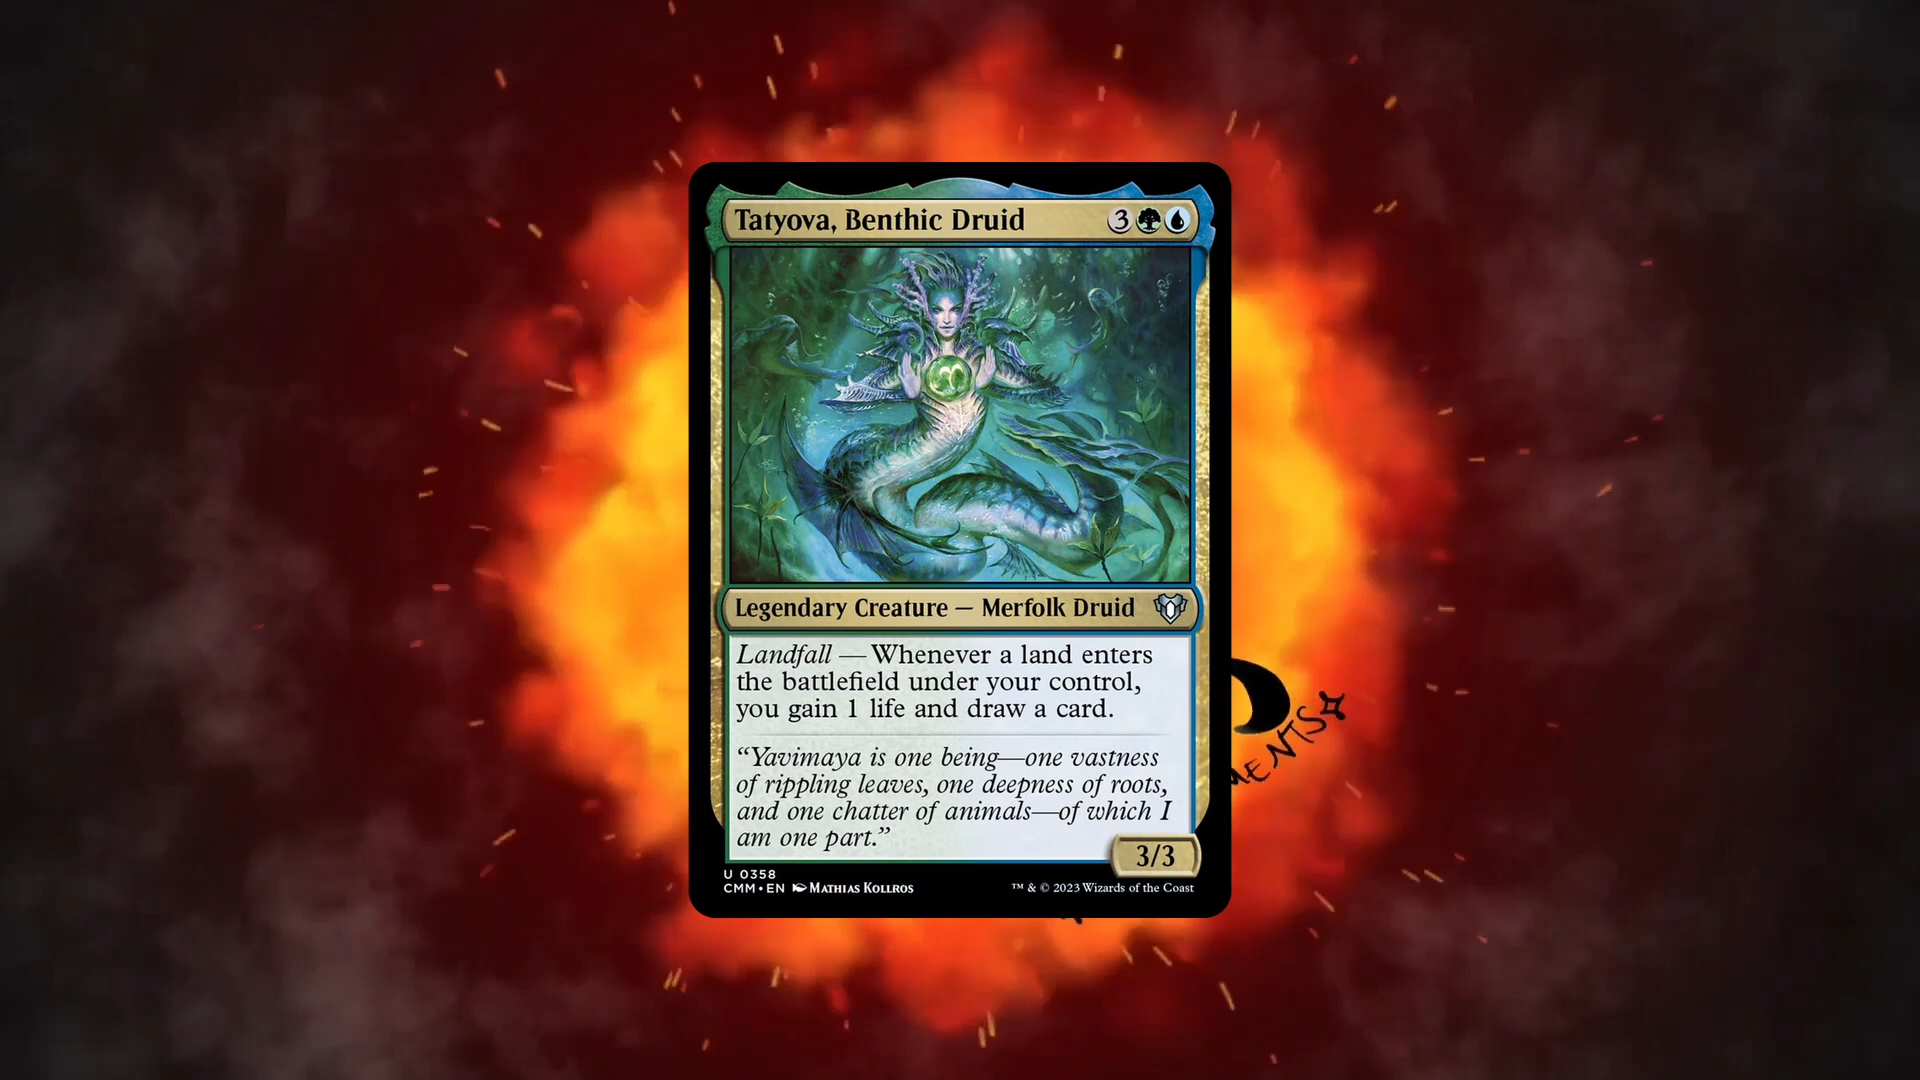 Tatyova, Benthic Druid 3
Legendary Creature — Merfolk Druid
Landfall — Whenever a land enters
the battlefield under your control,
you gain 1 life and draw a card.
“Yavimaya is one being—one vastness
of rippling leaves, one deepness of roots,
and one chatter of animals—of which I
am one part.”
3/3
U 0358
CMM • EN Mathias Kollros
™ & © 2023 Wizards of the Coast